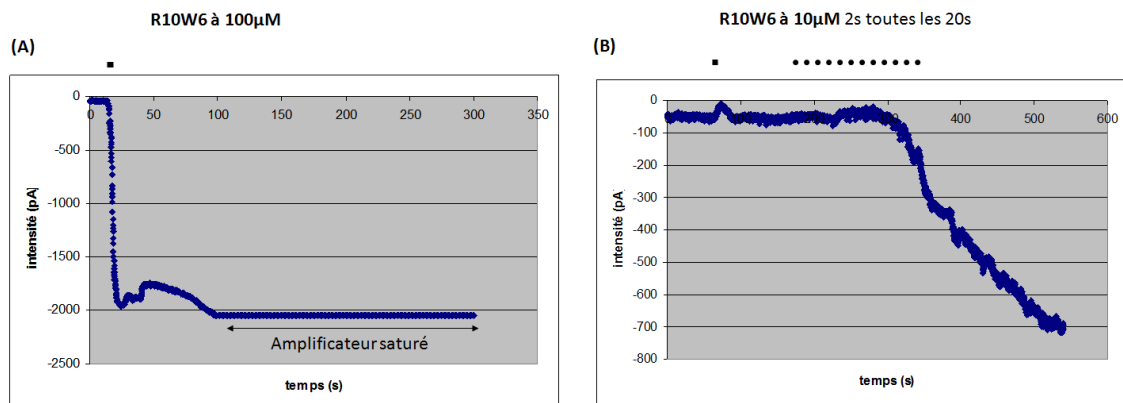 R10W6 à 100µM
(A)
0
0 50 100 150 200 250 300 350
-500
-1000
-1500
-2000
-2500
intensité (pA)
Amplificateur saturé
temps (s)
R10W6 à 10µM 2s toutes les 20s
(B)
0
400 500 600
-100
-200
-300
-400
-500
-600
-700
-800
intensité (pA
temps (s)